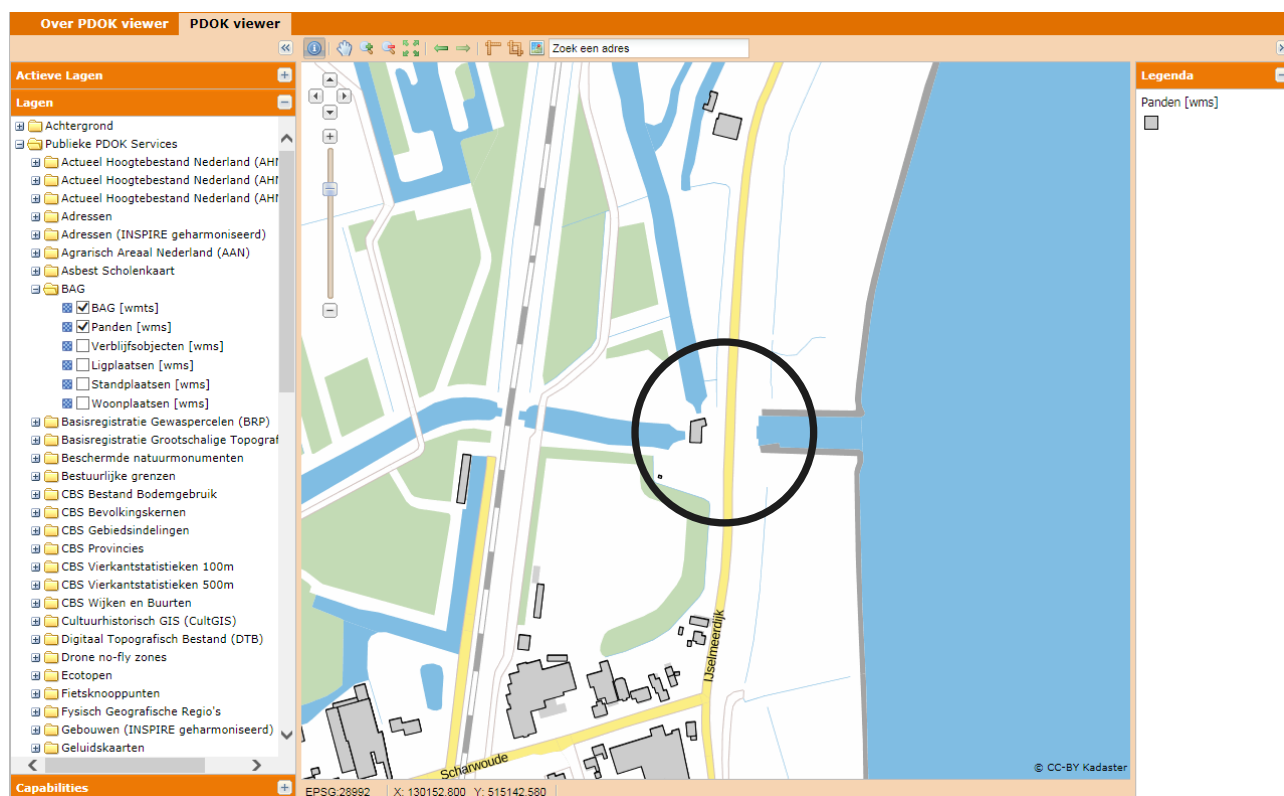 Over PDOK viewer PDOK viewer
Zoek een adres
Actieve Lagen
Lagen
Achtergrond
Publieke PDOK Services
Actueel Hoogtebestand Nederland (AHN
Actueel Hoogtebestand Nederland (AHN
Actueel Hoogtebestand Nederland (AHN
Adressen
Adressen (INSPIRE geharmoniseerd)
Agrarisch Areaal Nederland (AAN)
Asbest Scholenkaart
BAG
BAG [wmts]
Panden [wms]
Verblijfsobjecten [wms]
Ligplaatsen [wms]
Standplaatsen [wms]
Woonplaatsen [wms]
Basisregistratie Gewaspercelen (BRP)
Basisregistratie Grootschalige Topograf
Beschermde natuurmonumenten
Bestuurlijke grenzen
CBS Bestand Bodemgebruik
CBS Bevolkingskernen
CBS Gebiedsindelingen
CBS Provincies
CBS Vierkantstatistieken 100m
CBS Vierkantstatistieken 500m
CBS Wijken en Buurten
Cultuurhistorisch GIS (CultGIS)
Digitaal Topografisch Bestand (DTB)
Drone no-fly zones
Ecotopen
Fietsknooppunten
Fysisch Geografische Regio's
Gebouwen (INSPIRE geharmoniseerd)
Geluidskaarten
Capabilities
IJselmeerdijk
Scharwoude
© CC-BY Kadaster
EPSG:28992 X: 130152.800 Y: 515142.580
Legenda
Panden [wms]